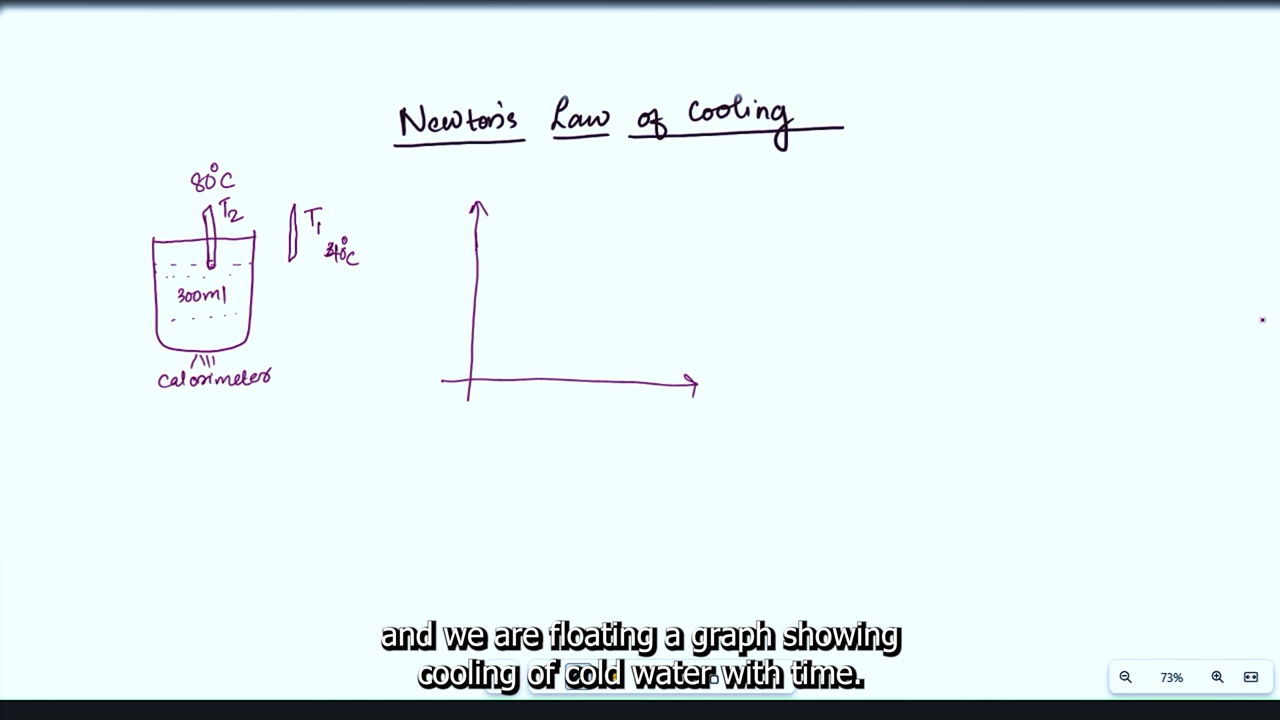 Newton's Law of Cooling
80°C
T2
T1
300ml
Calorimeter
and we are floating a graph showing
cooling of cold water with time.
73%